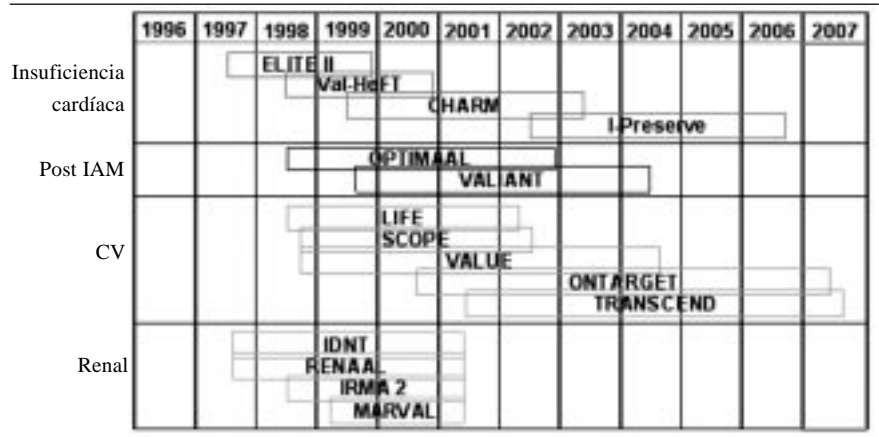 1996 1997 1998 1999 2000 2001 2002 2003 2004 2005 2006 2007
Insuficiencia
cardíaca
ELITE II
Val-HeFT
CHARM
I-Preserve
Post IAM
OPTIMAAL
VALIANT
CV
LIFE
SCOPE
VALUE
ONTARGET
TRANSCEND
Renal
IDNT
RENAAL
IRMA 2
MARVAL